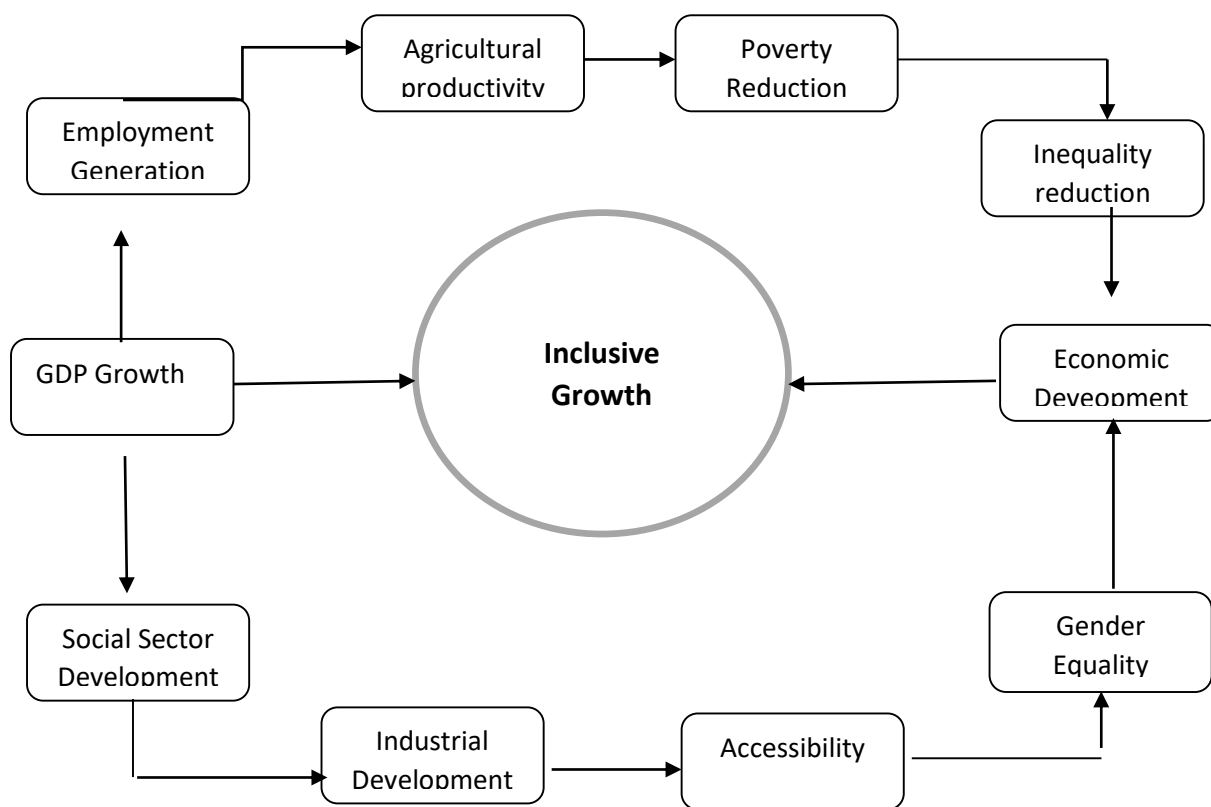 Agricultural
productivity
Poverty
Reduction
Employment
Generation
Inequality
reduction
Inclusive
Growth
GDP Growth
Economic
Deveopment
Social Sector
Development
Gender
Equality
Industrial
Development
Accessibility